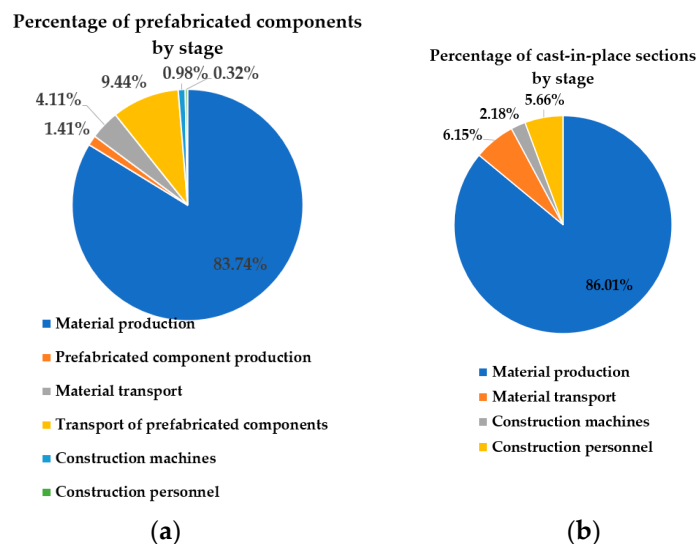 Percentage of prefabricated components
by stage
0.98%
0.32%
9.44%
4.11%
1.41%
83.74%
Material production
Prefabricated component production
Material transport
Transport of prefabricated components
Construction machines
Construction personnel
(a)
Percentage of cast-in-place sections
by stage
5.66%
2.18%
6.15%
86.01%
Material production
Material transport
Construction machines
Construction personnel
(b)